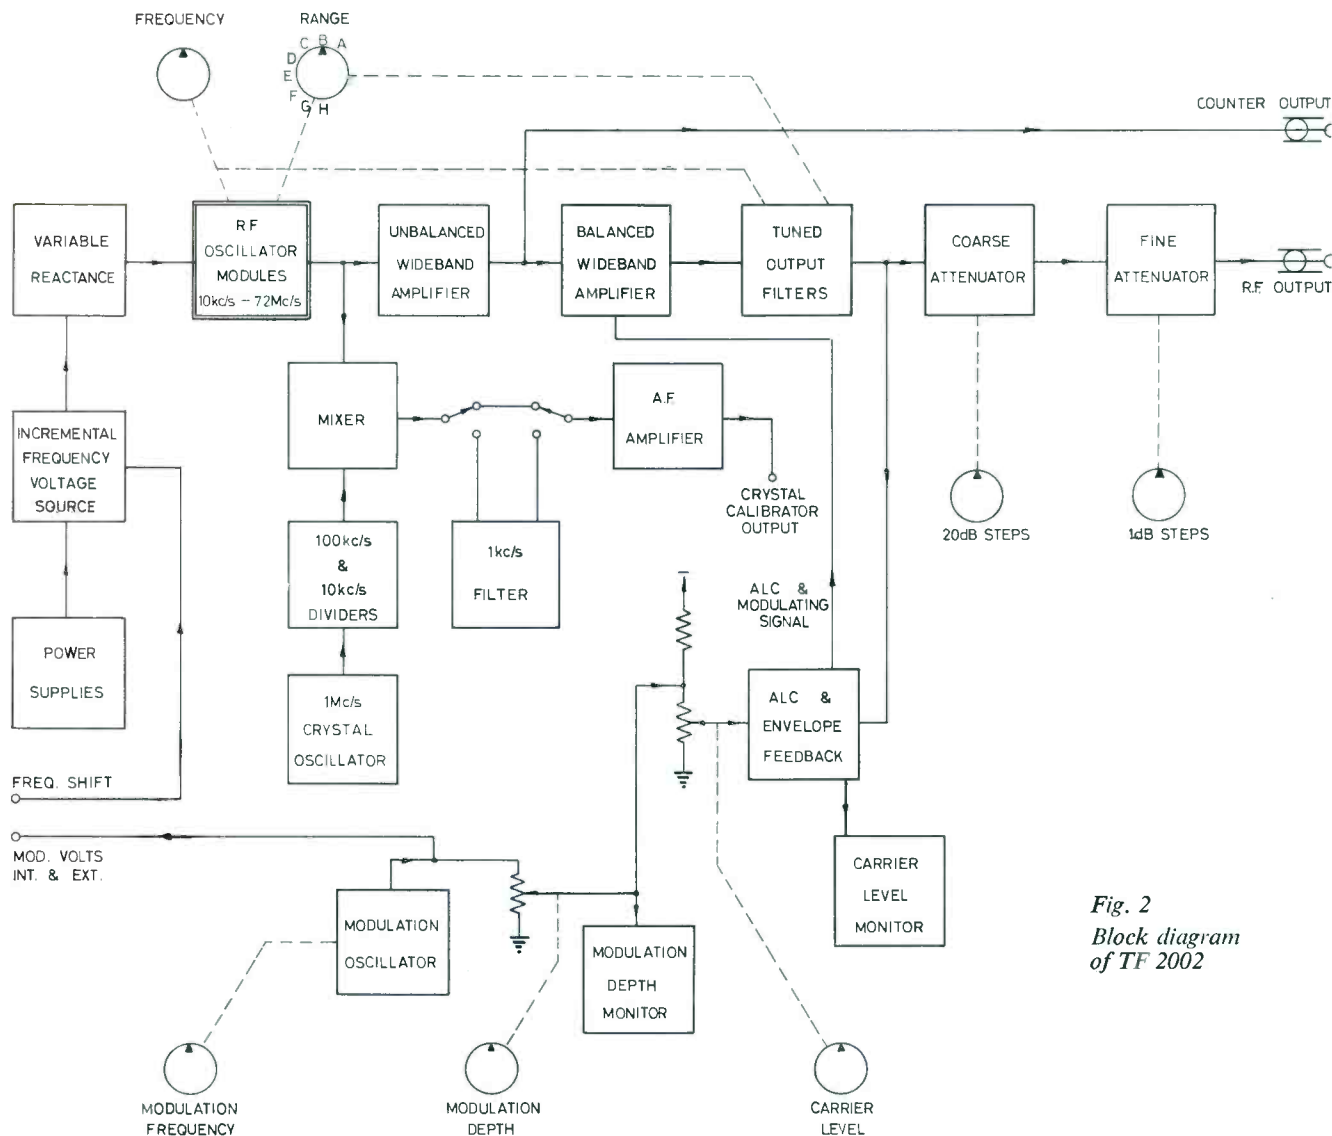 FREQUENCY
RANGE
A
B
C
D
E
F
G
H
COUNTER OUTPUT
VARIABLE
REACTANCE
R.F.
OSCILLATOR
MODULES
10kc/s – 72Mc/s
UNBALANCED
WIDEBAND
AMPLIFIER
BALANCED
WIDEBAND
AMPLIFIER
TUNED
OUTPUT
FILTERS
COARSE
ATTENUATOR
FINE
ATTENUATOR
R.F. OUTPUT
INCREMENTAL
FREQUENCY
VOLTAGE
SOURCE
MIXER
A.F.
AMPLIFIER
CRYSTAL
CALIBRATOR
OUTPUT
20dB STEPS
1dB STEPS
100kc/s
&
10kc/s
DIVIDERS
1kc/s
FILTER
ALC &
MODULATING
SIGNAL
POWER
SUPPLIES
1Mc/s
CRYSTAL
OSCILLATOR
ALC &
ENVELOPE
FEEDBACK
FREQ. SHIFT
MOD. VOLTS
INT. & EXT.
MODULATION
OSCILLATOR
MODULATION
DEPTH
MONITOR
CARRIER
LEVEL
MONITOR
MODULATION
FREQUENCY
MODULATION
DEPTH
CARRIER
LEVEL
Fig. 2
Block diagram
of TF 2002